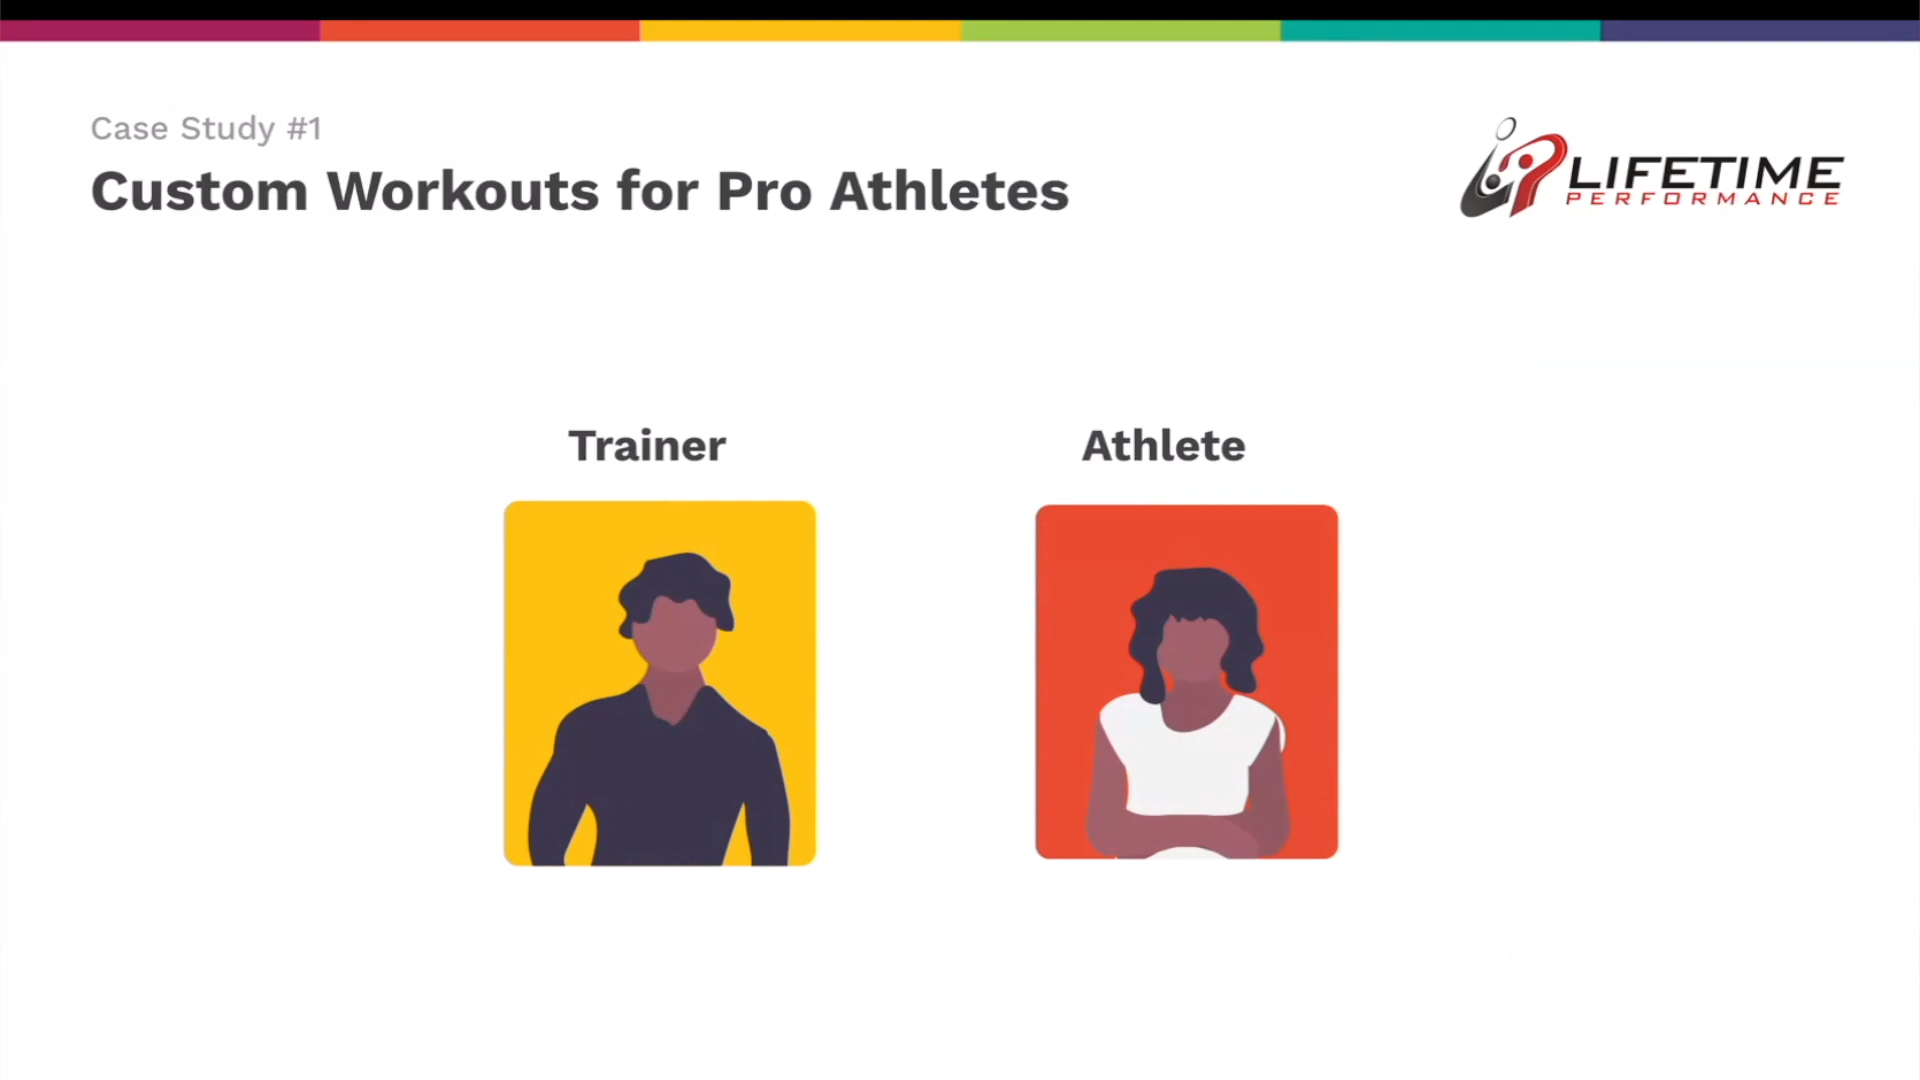 Case Study #1
Custom Workouts for Pro Athletes
LIFETIME
PERFORMANCE
Trainer
Athlete